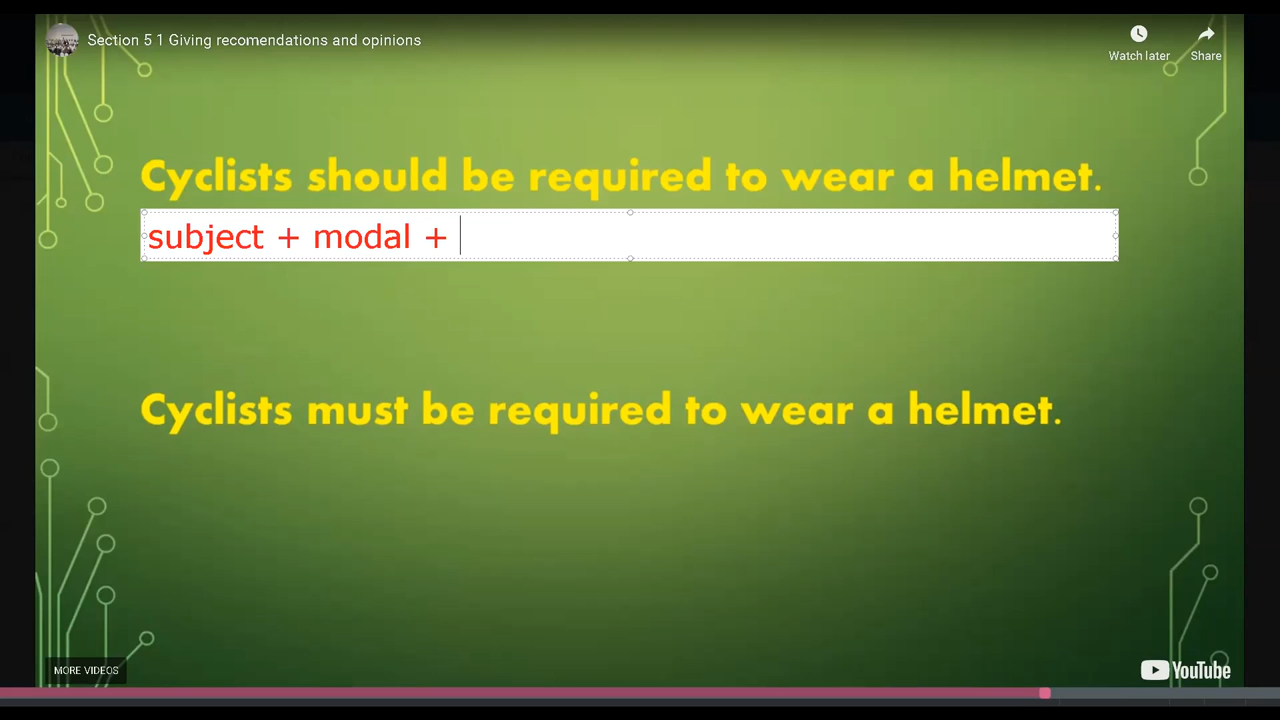 Section 5 1 Giving recomendations and opinions
Watch later
Share
Cyclists should be required to wear a helmet.
subject + modal +
Cyclists must be required to wear a helmet.
MORE VIDEOS
YouTube